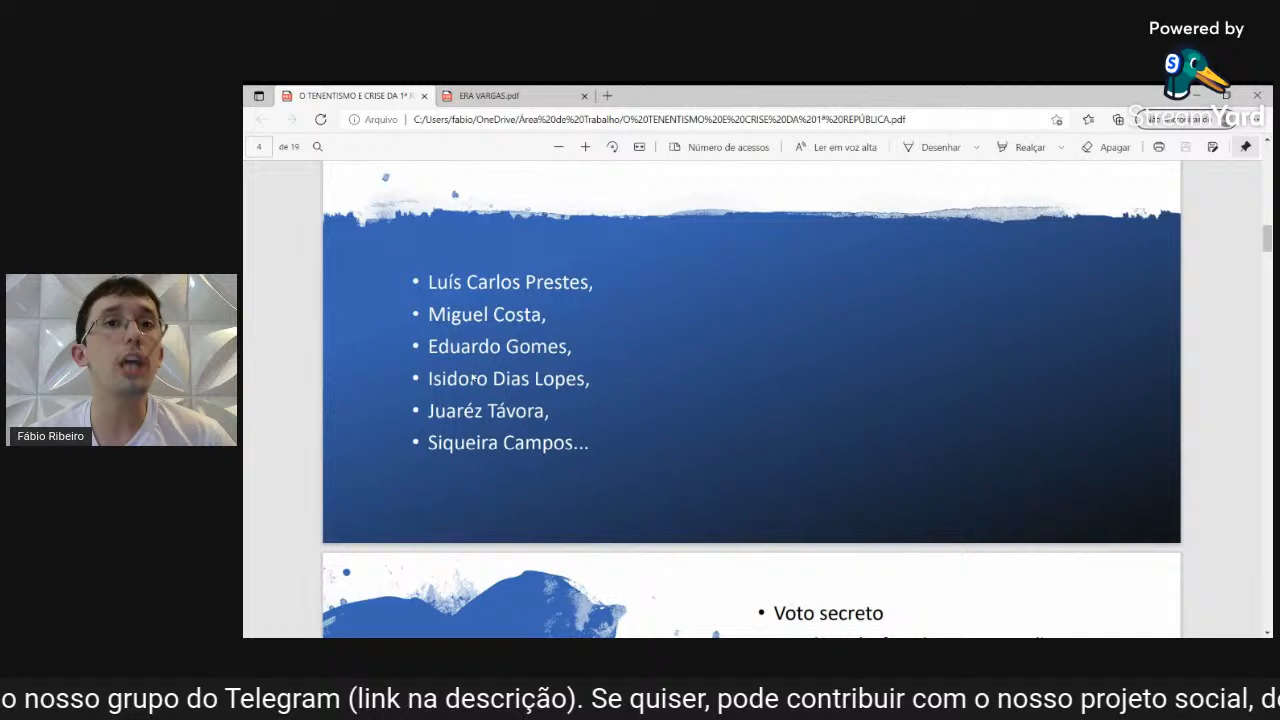 Powered by
StreamYard
O TENENTISMO E CRISE DA 1ª R
ERA VARGAS.pdf
Arquivo
C:/Users/fabio/OneDrive/Área%20de%20Trabalho/O%20TENENTISMO%20E%20CRISE%20DA%201ª%20REPÚBLICA.pdf
4 de 19
Número de acessos
Ler em voz alta
Desenhar
Realçar
Apagar
• Luís Carlos Prestes,
• Miguel Costa,
• Eduardo Gomes,
• Isidoro Dias Lopes,
• Juaréz Távora,
• Siqueira Campos...
Fábio Ribeiro
• Voto secreto
o nosso grupo do Telegram (link na descrição). Se quiser, pode contribuir com o nosso projeto social, d